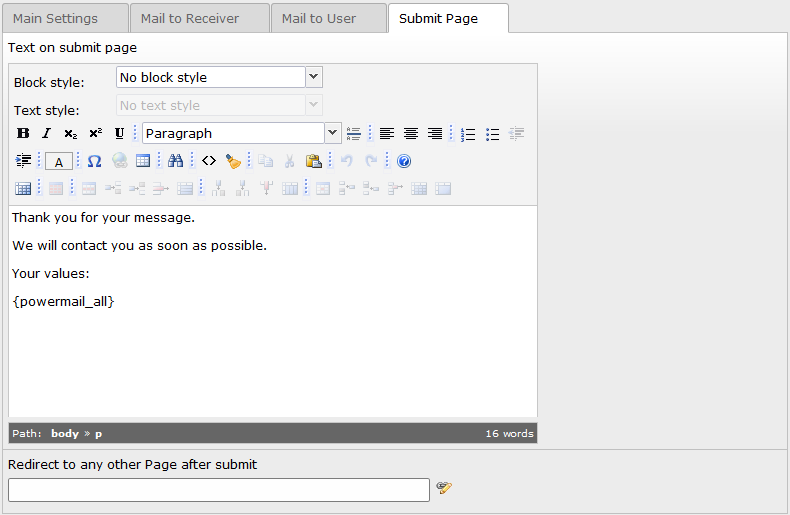 Main Settings Mail to Receiver Mail to User Submit Page
Text on submit page
Block style: No block style
Text style: No text style
B I x₂ x² U Paragraph
A Ω <> ?
Thank you for your message.
We will contact you as soon as possible.
Your values:
{powermail_all}
Path: body » p 16 words
Redirect to any other Page after submit